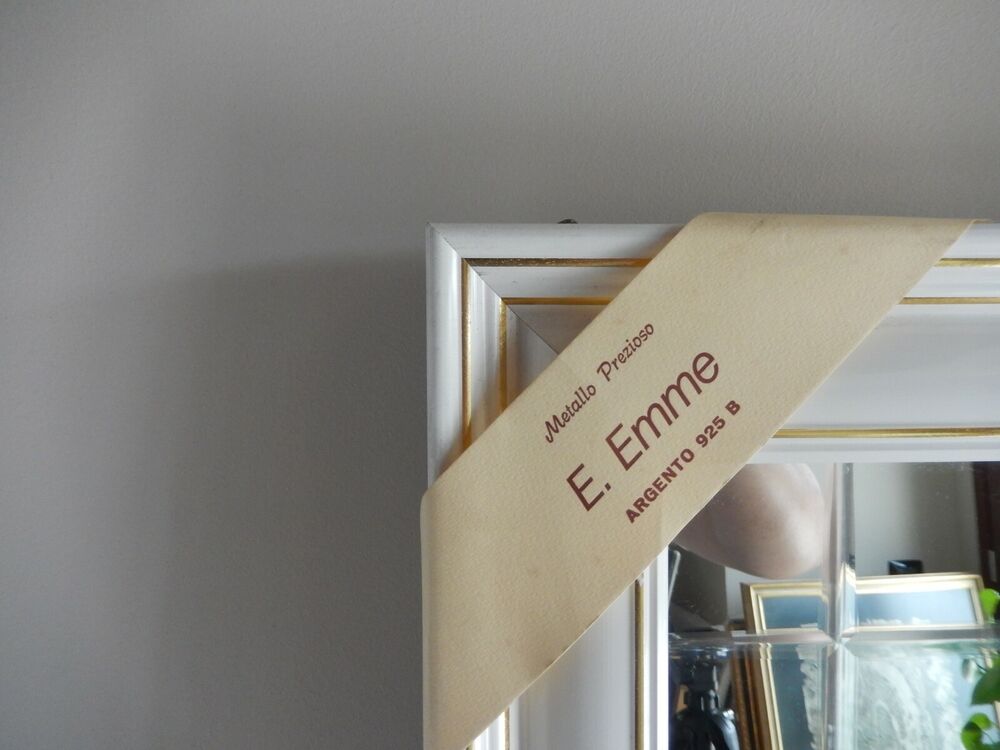 Metallo Prezioso
E. Emme
ARGENTO 925 B